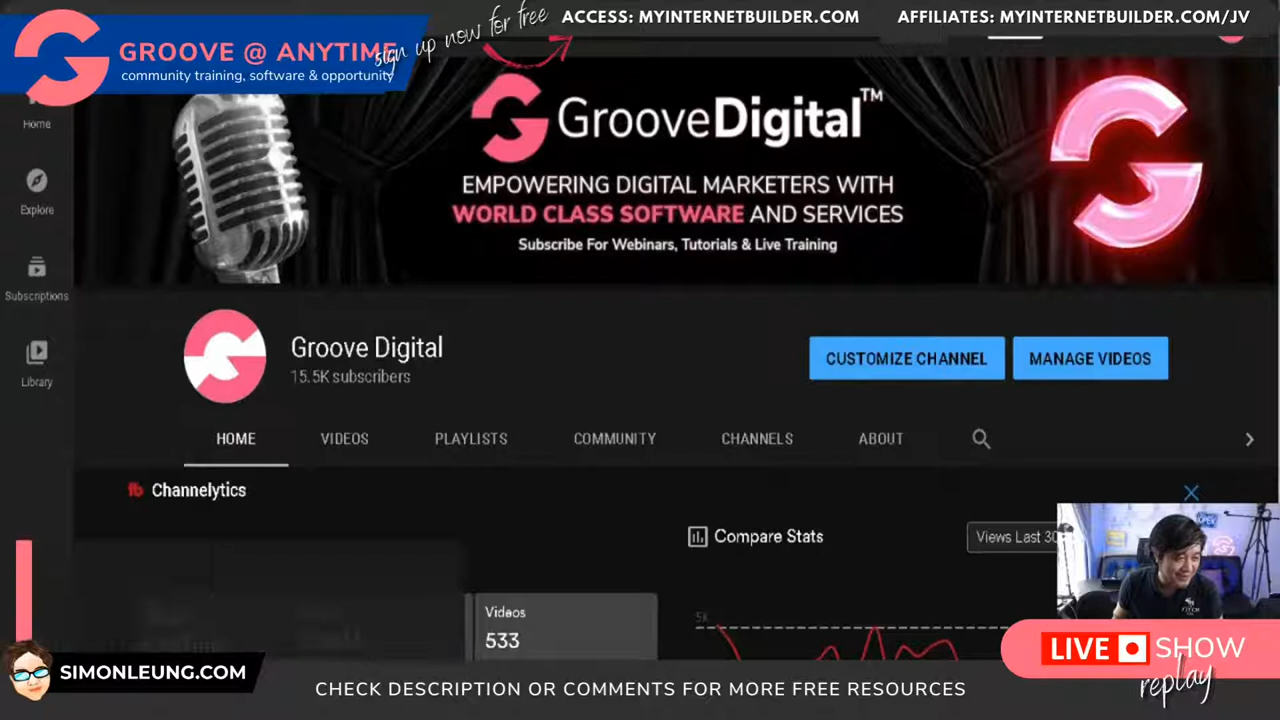 GROOVE @ ANYTIME
community training, software & opportunity
sign up now for free
ACCESS: MYINTERNETBUILDER.COM
AFFILIATES: MYINTERNETBUILDER.COM/JV
Home
Explore
Subscriptions
Library
GrooveDigital™
EMPOWERING DIGITAL MARKETERS WITH
WORLD CLASS SOFTWARE AND SERVICES
Subscribe For Webinars, Tutorials & Live Training
Groove Digital
15.5K subscribers
CUSTOMIZE CHANNEL
MANAGE VIDEOS
HOME
VIDEOS
PLAYLISTS
COMMUNITY
CHANNELS
ABOUT
fb Channelytics
Compare Stats
Views Last 30
Videos
533
5K
SIMONLEUNG.COM
CHECK DESCRIPTION OR COMMENTS FOR MORE FREE RESOURCES
LIVE SHOW
replay